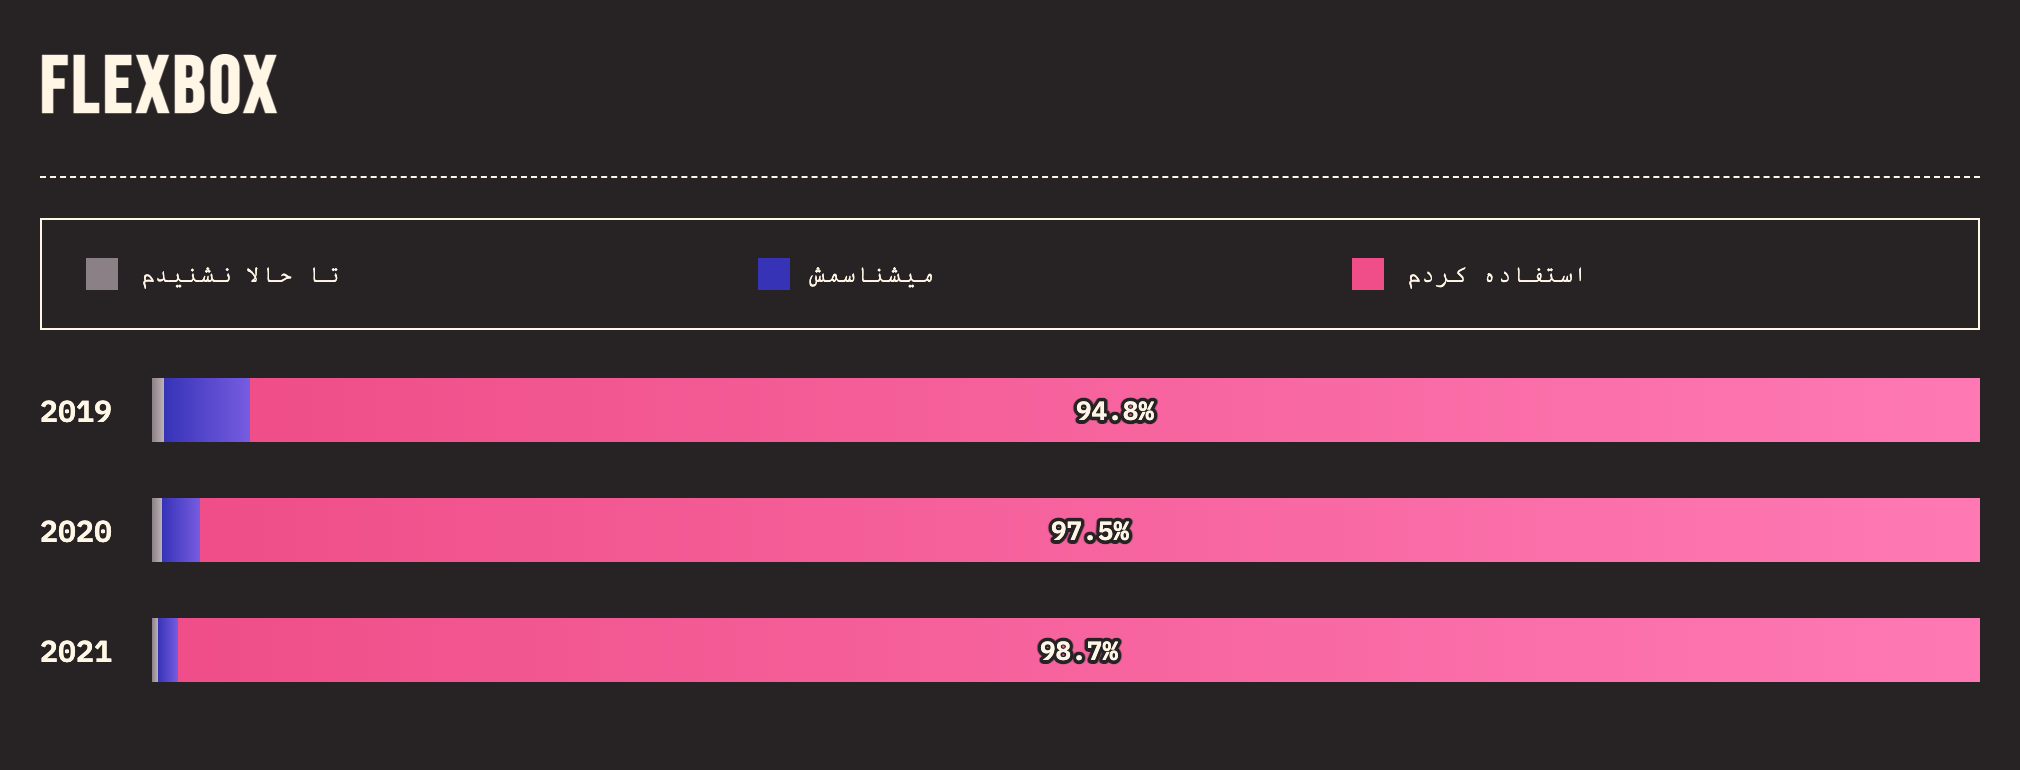 FLEXBOX
تا حالا نشنیدم
میشناسمش
استفاده کردم
2019 94.8%
2020 97.5%
2021 98.7%